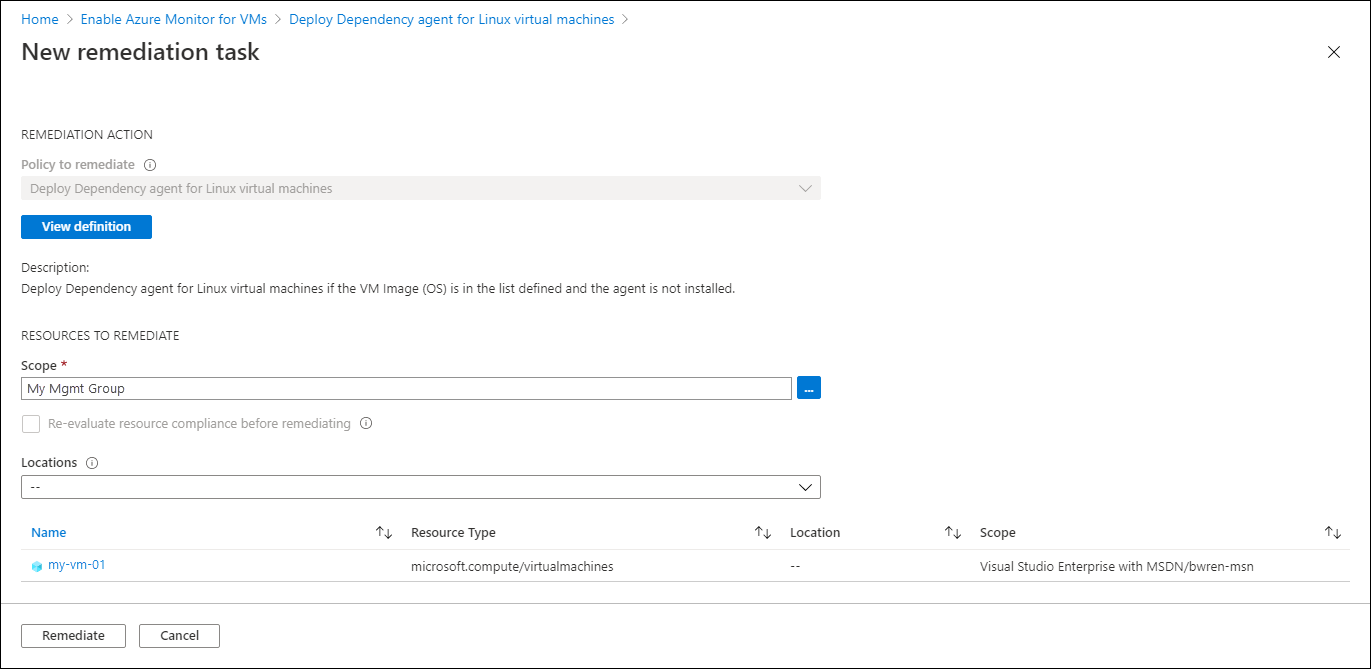 Home > Enable Azure Monitor for VMs > Deploy Dependency agent for Linux virtual machines >
New remediation task
REMEDIATION ACTION
Policy to remediate
Deploy Dependency agent for Linux virtual machines
View definition
Description:
Deploy Dependency agent for Linux virtual machines if the VM Image (OS) is in the list defined and the agent is not installed.
RESOURCES TO REMEDIATE
Scope *
My Mgmt Group ...
Re-evaluate resource compliance before remediating
Locations
--
Name Resource Type Location Scope
my-vm-01 microsoft.compute/virtualmachines -- Visual Studio Enterprise with MSDN/bwren-msn
Remediate Cancel